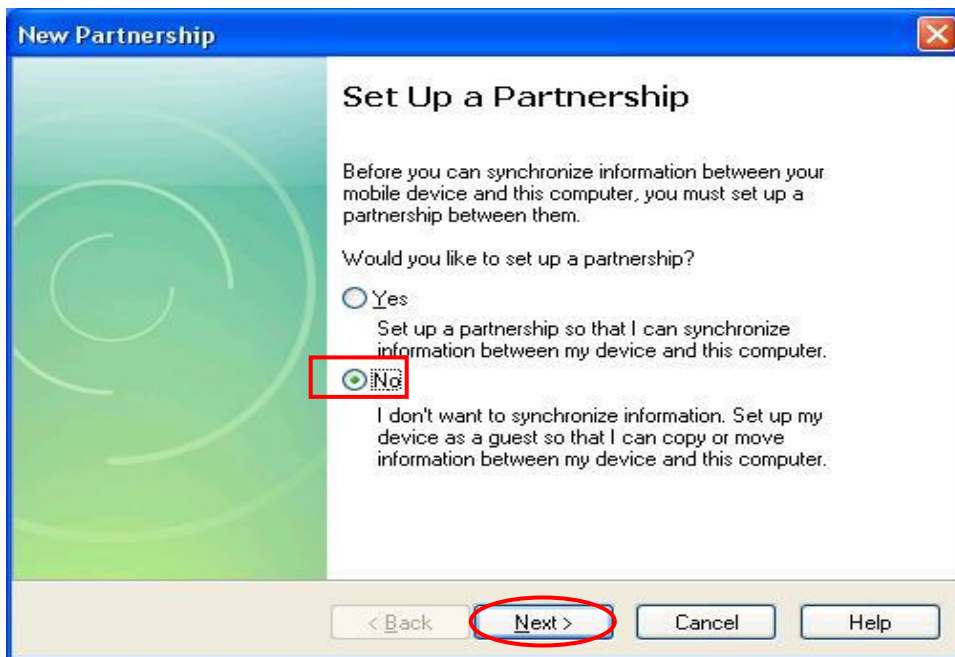 New Partnership
Set Up a Partnership
Before you can synchronize information between your
mobile device and this computer, you must set up a
partnership between them.
Would you like to set up a partnership?
Yes
Set up a partnership so that I can synchronize
information between my device and this computer.
No
I don't want to synchronize information. Set up my
device as a guest so that I can copy or move
information between my device and this computer.
< Back Next > Cancel Help